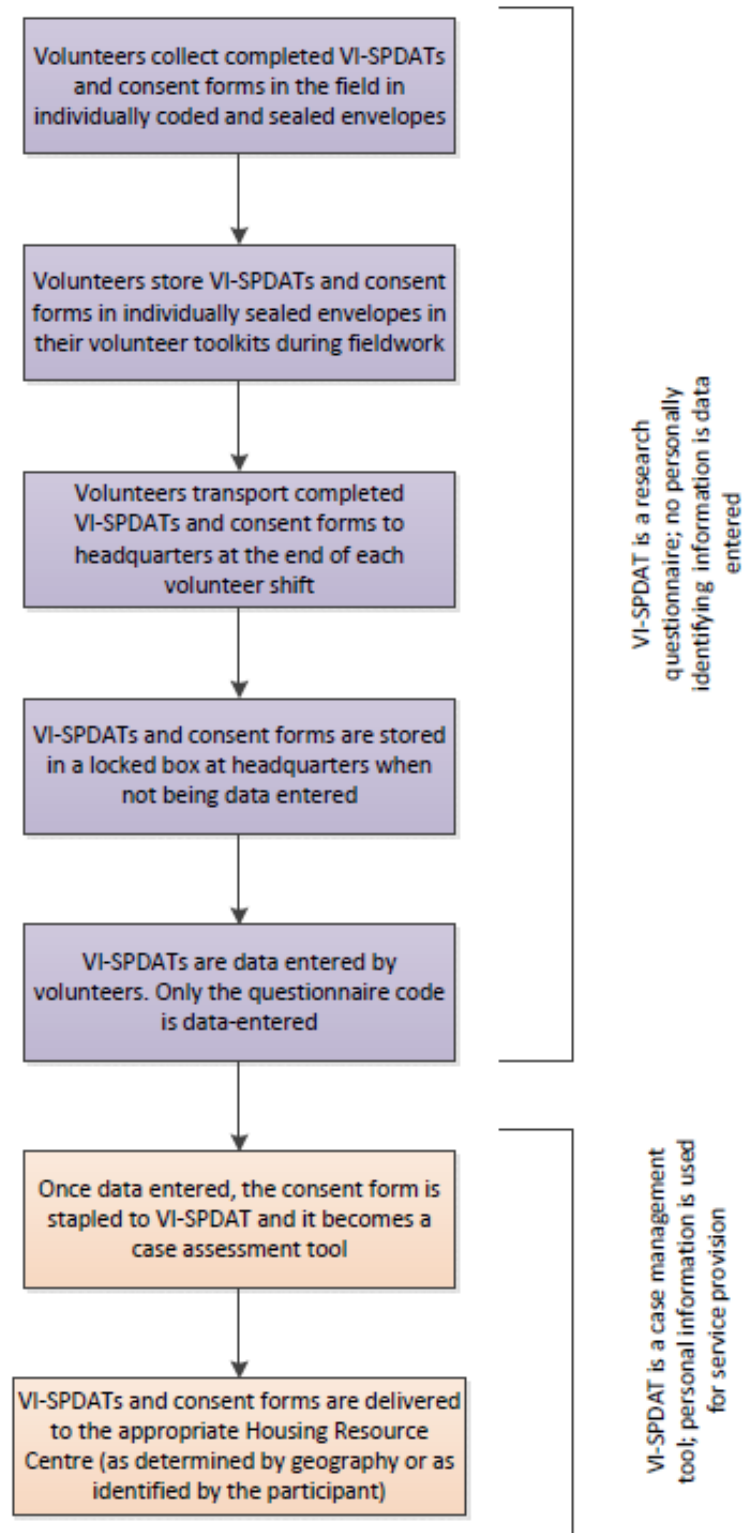 Volunteers collect completed VI-SPDATs
and consent forms in the field in
individually coded and sealed envelopes
Volunteers store VI-SPDATs and consent
forms in individually sealed envelopes in
their volunteer toolkits during fieldwork
Volunteers transport completed
VI-SPDATs and consent forms to
headquarters at the end of each
volunteer shift
VI-SPDATs and consent forms are stored
in a locked box at headquarters when
not being data entered
VI-SPDATs are data entered by
volunteers. Only the questionnaire code
is data-entered
VI-SPDAT is a research
questionnaire; no personally
identifying information is data
entered
Once data entered, the consent form is
stapled to VI-SPDAT and it becomes a
case assessment tool
VI-SPDATs and consent forms are delivered
to the appropriate Housing Resource
Centre (as determined by geography or as
identified by the participant)
VI-SPDAT is a case management
tool; personal information is used
for service provision